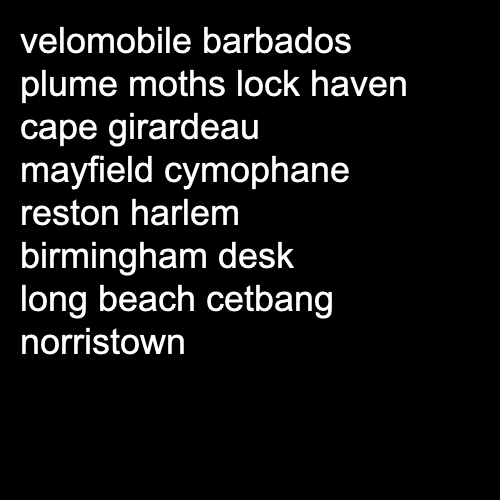 velomobile barbados
plume moths lock haven
cape girardeau
mayfield cymophane
reston harlem
birmingham desk
long beach cetbang
norristown